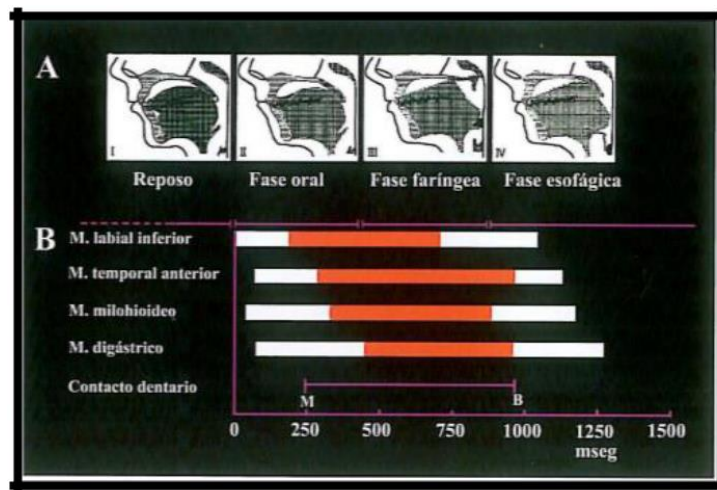 A
I II III IV
Reposo Fase oral Fase faríngea Fase esofágica
B
M. labial inferior
M. temporal anterior
M. milohioideo
M. digástrico
Contacto dentario
M B
0 250 500 750 1000 1250 1500
mseg